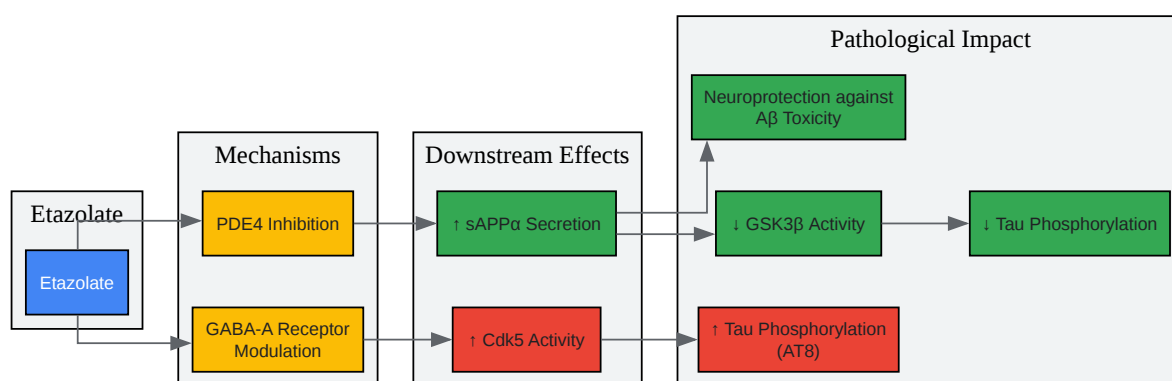 Pathological Impact
Neuroprotection against
Aβ Toxicity
Mechanisms
Downstream Effects
Etazolate
PDE4 Inhibition
↑ sAPPα Secretion
↓ GSK3β Activity
↓ Tau Phosphorylation
Etazolate
GABA-A Receptor
Modulation
↑ Cdk5 Activity
↑ Tau Phosphorylation
(AT8)